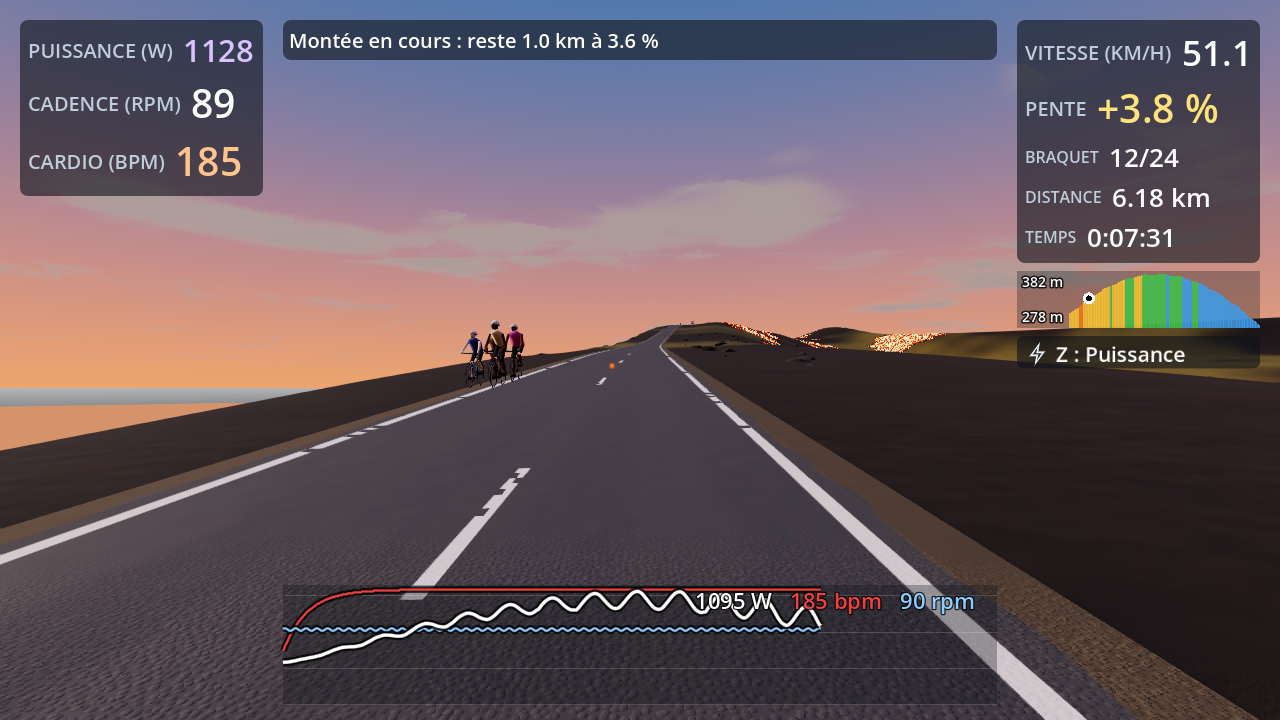 PUISSANCE (W) 1128
CADENCE (RPM) 89
CARDIO (BPM) 185
Montée en cours : reste 1.0 km à 3.6 %
VITESSE (KM/H) 51.1
PENTE +3.8 %
BRAQUET 12/24
DISTANCE 6.18 km
TEMPS 0:07:31
382 m
278 m
Z : Puissance
1095 W 185 bpm 90 rpm